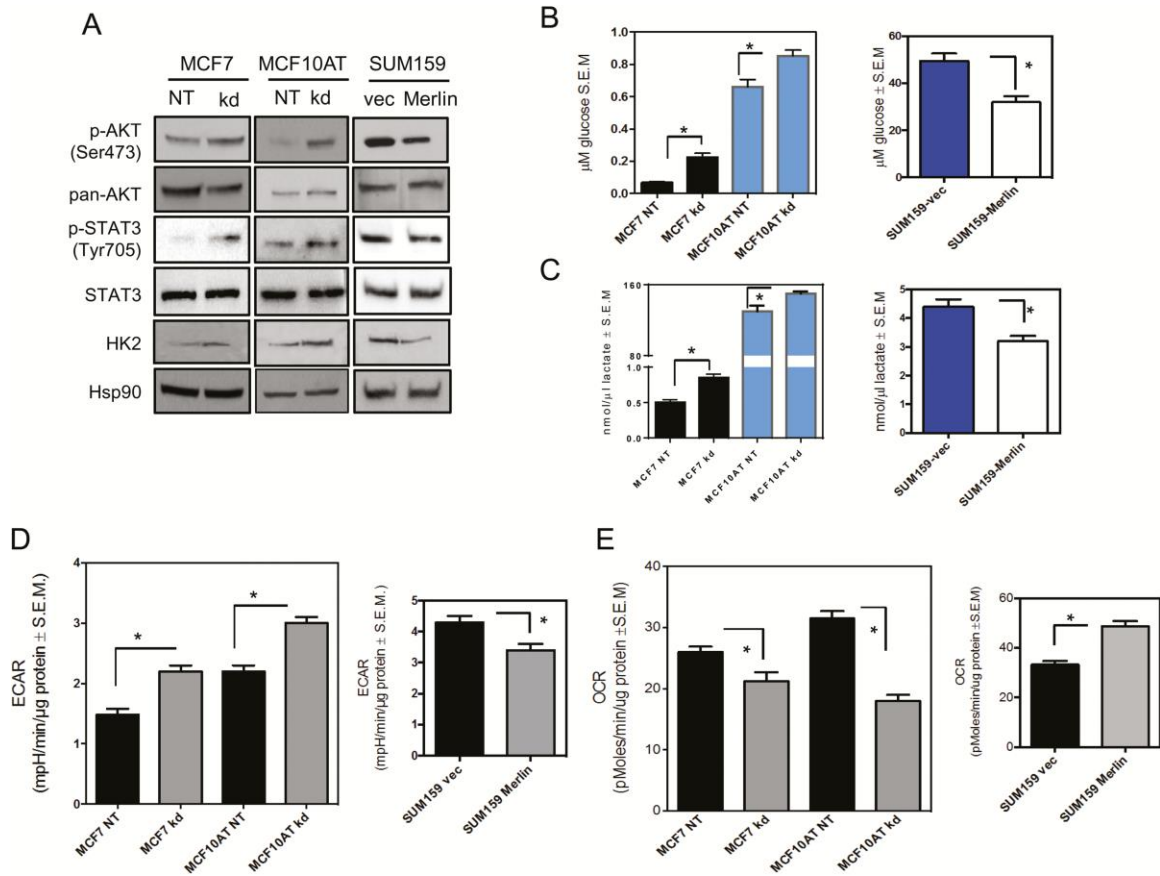 A
MCF7 MCF10AT SUM159
NT kd NT kd vec Merlin
p-AKT
(Ser473)
pan-AKT
p-STAT3
(Tyr705)
STAT3
HK2
Hsp90
B
μM glucose S.E.M
1.0
0.8
0.6
0.4
0.2
0.0
*
*
MCF7 NT
MCF7 kd
MCF10AT NT
MCF10AT kd
μM glucose ± S.E.M
60
40
20
0
*
SUM159-vec
SUM159-Merlin
C
nmol/μl lactate ± S.E.M
160
80
1.0
0.5
0.0
*
*
MCF7 NT
MCF7 kd
MCF10AT NT
MCF10AT kd
nmol/μl lactate ± S.E.M
5
4
3
2
1
0
*
SUM159-vec
SUM159-Merlin
D
ECAR
(mpH/min/μg protein ± S.E.M.)
4
3
2
1
*
*
MCF7 NT
MCF7 kd
MCF10AT NT
MCF10AT kd
ECAR
(mpH/min/μg protein ± S.E.M.)
5
4
3
2
1
0
*
SUM159 vec
SUM159 Merlin
E
OCR
(pMoles/min/ug protein ±S.E.M)
40
30
20
10
0
*
*
MCF7 NT
MCF7 kd
MCF10AT NT
MCF10AT kd
OCR
(pMoles/min/ug protein ±S.E.M)
60
40
20
0
*
SUM159 vec
SUM159 Merlin